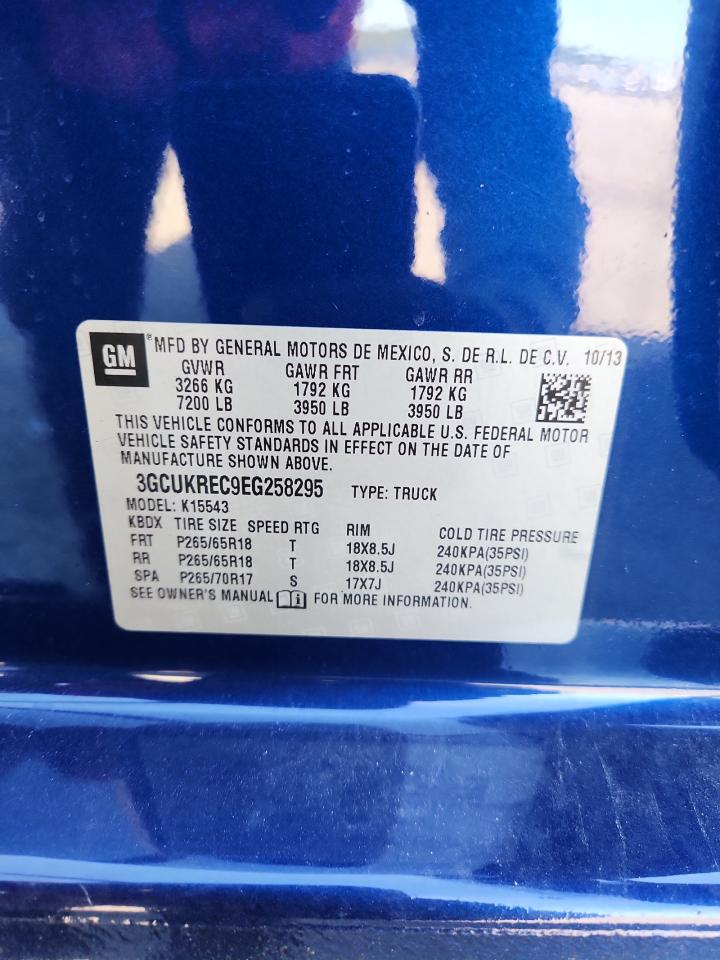 GM ® MFD BY GENERAL MOTORS DE MEXICO, S. DE R.L. DE C.V. 10/13
GVWR GAWR FRT GAWR RR
3266 KG 1792 KG 1792 KG
7200 LB 3950 LB 3950 LB
THIS VEHICLE CONFORMS TO ALL APPLICABLE U.S. FEDERAL MOTOR
VEHICLE SAFETY STANDARDS IN EFFECT ON THE DATE OF
MANUFACTURE SHOWN ABOVE.
3GCUKREC9EG258295 TYPE: TRUCK
MODEL: K15543
KBDX TIRE SIZE SPEED RTG RIM COLD TIRE PRESSURE
FRT P265/65R18 T 18X8.5J 240KPA(35PSI)
RR P265/65R18 T 18X8.5J 240KPA(35PSI)
SPA P265/70R17 S 17X7J 240KPA(35PSI)
SEE OWNER'S MANUAL i FOR MORE INFORMATION.